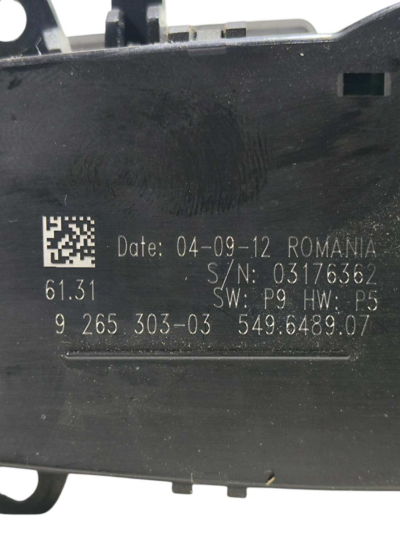 Date: 04-09-12 ROMANIA
S/N: 03176362
61.31 SW: P9 HW: P5
9 265 303-03 549.6489.07